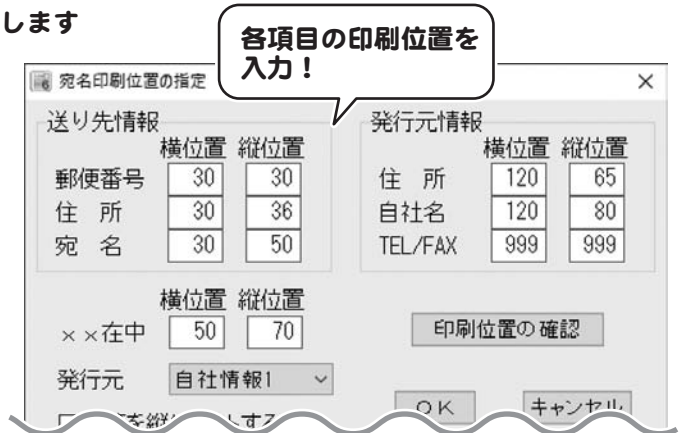 します
各項目の印刷位置を
入力！
宛名印刷位置の指定
送り先情報
横位置 縦位置
郵便番号 30 30
住 所 30 36
宛 名 30 50
発行元情報
横位置 縦位置
住 所 120 65
自社名 120 80
TEL/FAX 999 999
横位置 縦位置
××在中 50 70
印刷位置の確認
発行元 自社情報1
OK キャンセル